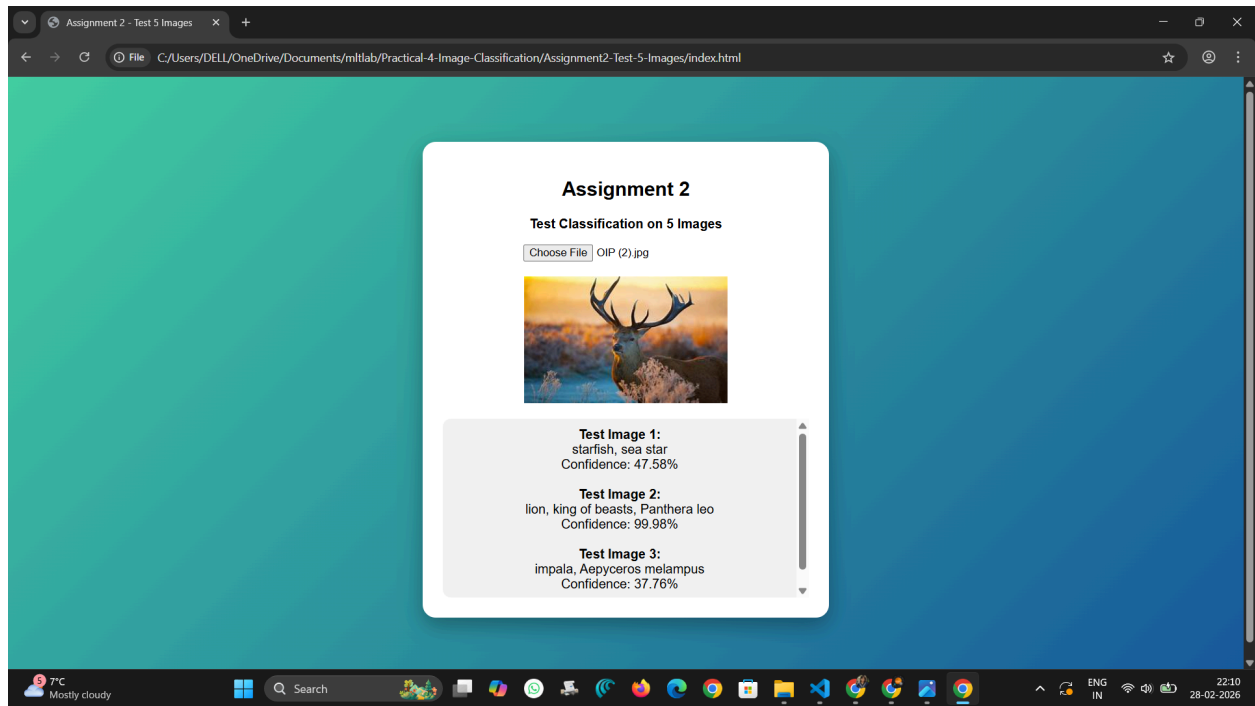 Assignment 2 - Test 5 Images
File C:/Users/DELL/OneDrive/Documents/mltlab/Practical-4-Image-Classification/Assignment2-Test-5-Images/index.html
Assignment 2
Test Classification on 5 Images
Choose File OIP (2).jpg
Test Image 1:
starfish, sea star
Confidence: 47.58%
Test Image 2:
lion, king of beasts, Panthera leo
Confidence: 99.98%
Test Image 3:
impala, Aepyceros melampus
Confidence: 37.76%
5 7°C
Mostly cloudy
Search
ENG
IN
22:10
28-02-2026